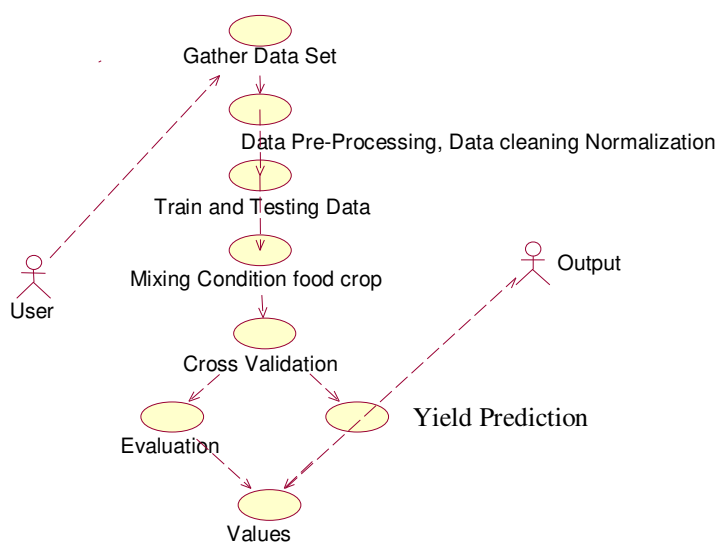 Gather Data Set
Data Pre-Processing, Data cleaning Normalization
Train and Testing Data
Mixing Condition food crop
Output
User
Cross Validation
Yield Prediction
Evaluation
Values